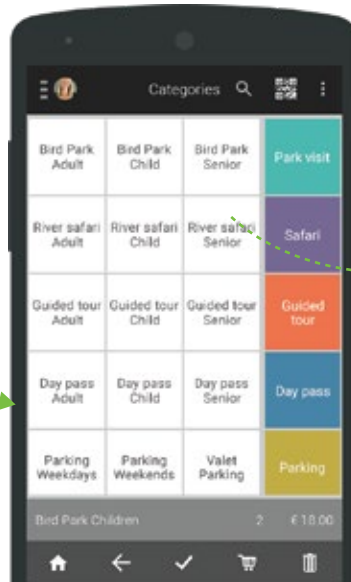 Categories
Bird Park Adult
Bird Park Child
Bird Park Senior
Park visit
River safari Adult
River safari Child
River safari Senior
Safari
Guided tour Adult
Guided tour Child
Guided tour Senior
Guided tour
Day pass Adult
Day pass Child
Day pass Senior
Day pass
Parking Weekdays
Parking Weekends
Valet Parking
Parking
Bird Park Children 2 € 18.00